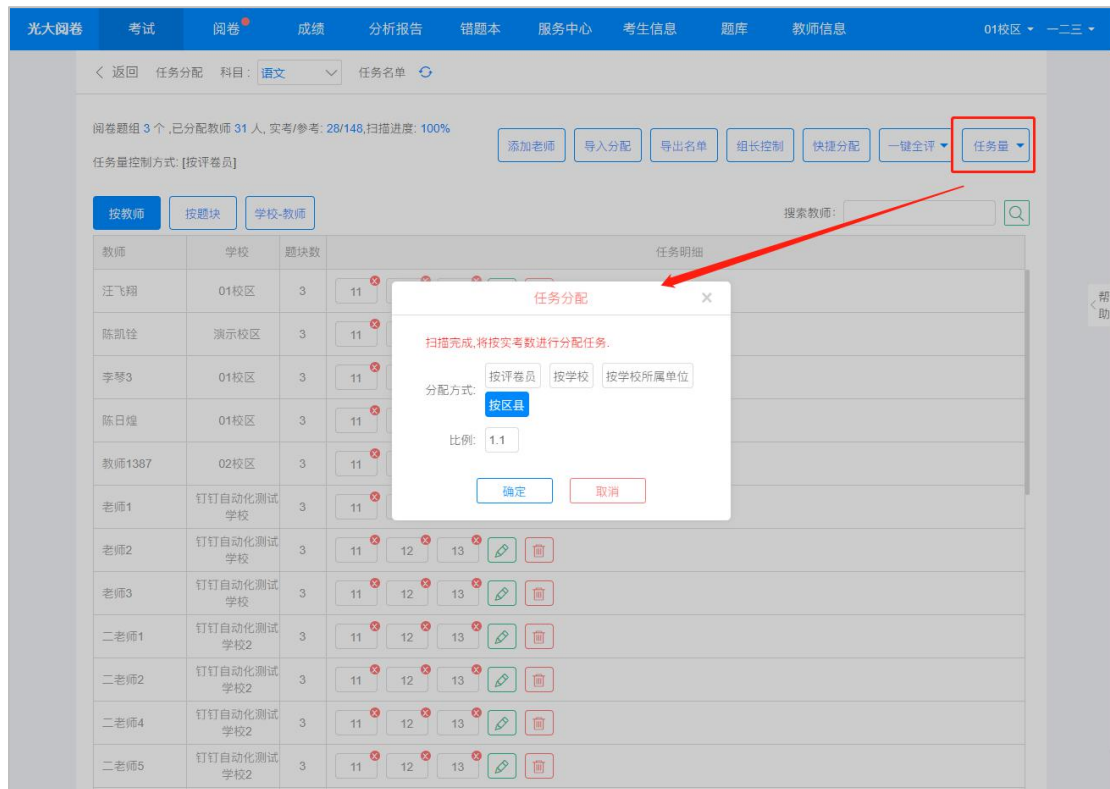 光大阅卷 考试 阅卷 成绩 分析报告 错题本 服务中心 考生信息 题库 教师信息 01校区 一二三
返回 任务分配 科目: 语文 任务名单
阅卷题组 3 个 ,已分配教师 31 人, 实考/参考: 28/148,扫描进度: 100%
添加老师 导入分配 导出名单 组长控制 快捷分配 一键全评 任务量
任务量控制方式: [按评卷员]
按教师 按题块 学校-教师 搜索教师:
教师 学校 题块数 任务明细
汪飞翔 01校区 3 11
陈凯铨 演示校区 3 11
李琴3 01校区 3 11
陈日煌 01校区 3 11
教师1387 02校区 3 11
老师1 钉钉自动化测试学校 3 11
任务分配
扫描完成,将按实考数进行分配任务.
分配方式: 按评卷员 按学校 按学校所属单位
按区县
比例: 1.1
确定 取消
老师2 钉钉自动化测试学校 3 11 12 13
老师3 钉钉自动化测试学校 3 11 12 13
二老师1 钉钉自动化测试学校2 3 11 12 13
二老师2 钉钉自动化测试学校2 3 11 12 13
二老师4 钉钉自动化测试学校2 3 11 12 13
二老师5 钉钉自动化测试学校2 3 11 12 13
帮助